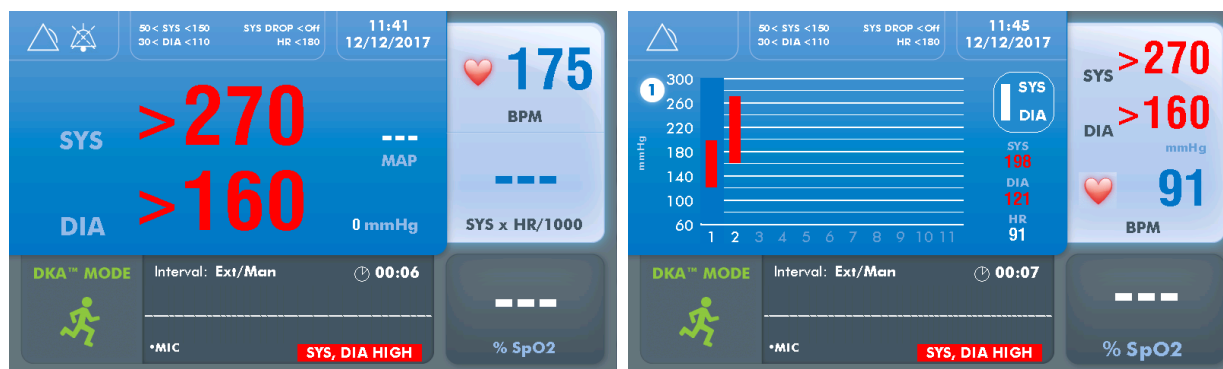 50< SYS <150 SYS DROP <Off
30< DIA <110 HR <180
11:41
12/12/2017
SYS >270
DIA >160
---
MAP
0 mmHg
175
BPM
---
SYS x HR/1000
DKA™ MODE
Interval: Ext/Man 00:06
•MIC
SYS, DIA HIGH
---
% SpO2
50< SYS <150 SYS DROP <Off
30< DIA <110 HR <180
11:45
12/12/2017
1
mmHg
300
260
220
180
140
100
60
1 2 3 4 5 6 7 8 9 10 11
SYS
DIA
SYS
198
DIA
121
HR
91
SYS >270
DIA >160
mmHg
91
BPM
DKA™ MODE
Interval: Ext/Man 00:07
•MIC
SYS, DIA HIGH
---
% SpO2